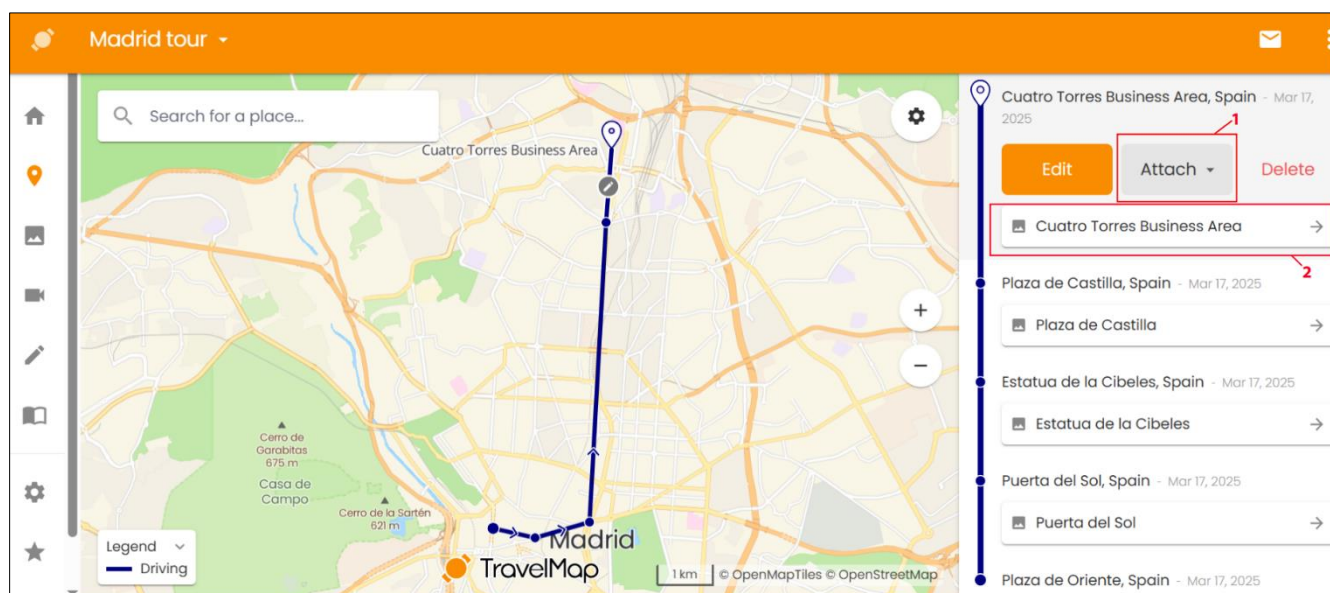 Madrid tour
Search for a place...
Cuatro Torres Business Area
Cerro de
Garabitas
675 m
Casa de
Campo
Cerro de la Sartén
621 m
Madrid
Legend
Driving
TravelMap
1 km
© OpenMapTiles © OpenStreetMap
+
−
Cuatro Torres Business Area, Spain - Mar 17,
2025
1
Edit
Attach
Delete
Cuatro Torres Business Area
2
Plaza de Castilla, Spain - Mar 17, 2025
Plaza de Castilla
Estatua de la Cibeles, Spain - Mar 17, 2025
Estatua de la Cibeles
Puerta del Sol, Spain - Mar 17, 2025
Puerta del Sol
Plaza de Oriente, Spain - Mar 17, 2025